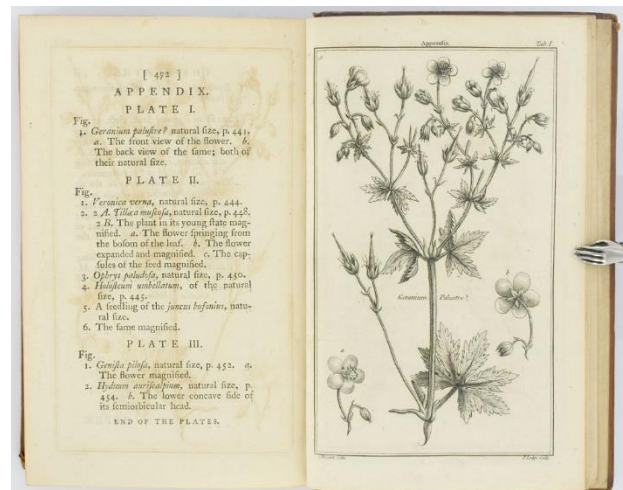 [ 492 ]
APPENDIX.
PLATE I.
Fig.
1. Geranium paluſtre? natural ſize, p. 441.
a. The front view of the flower. b.
The back view of the ſame; both of
their natural ſize.
PLATE II.
Fig.
1. Veronica verna, natural ſize, p. 444.
2. 2 A. Tillæa muſcoſa, natural ſize, p. 448.
2 B. The plant in its young ſtate mag-
nified. a. The flower ſpringing from
the boſom of the leaf. b. The flower
expanded and magnified. c. The cap-
ſules of the ſeed magnified.
3. Ophrys paludoſa, natural ſize, p. 450.
4. Holoſteum umbellatum, of the natural
ſize, p. 445.
5. A ſeedling of the juncus bufonius, natu-
ral ſize.
6. The ſame magnified.
PLATE III.
Fig.
1. Geniſta piloſa, natural ſize, p. 452. a.
The flower magnified.
2. Hydnum auriſcalpium, natural ſize, p.
454. b. The lower concave ſide of
its ſemiorbicular head.
END OF THE PLATES.
Appendix
Tab. I
a
b
Geranium Paluſtre?